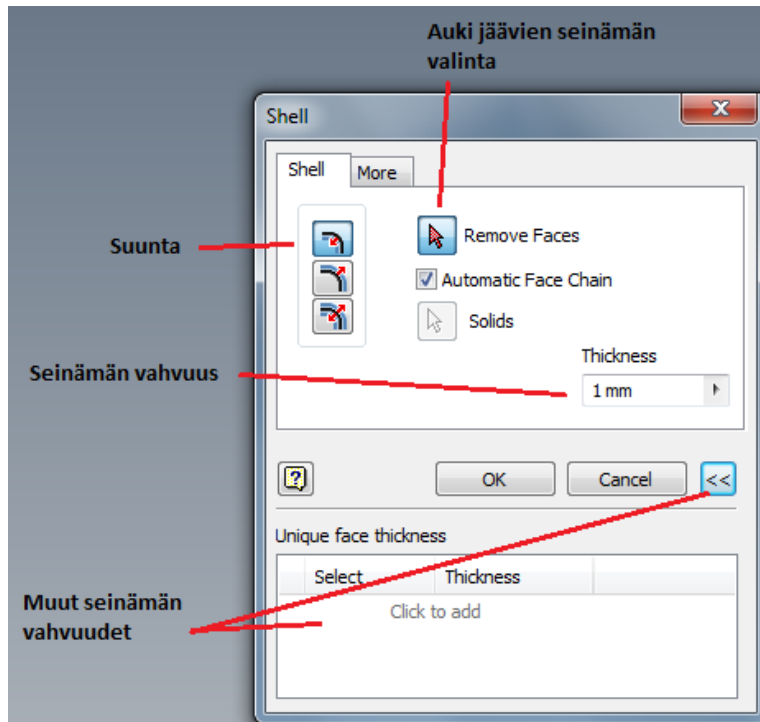 Auki jäävien seinämän
valinta
Shell
Shell
More
Suunta
Remove Faces
Automatic Face Chain
Solids
Thickness
Seinämän vahvuus
1 mm
OK
Cancel
<<
Unique face thickness
Select
Thickness
Click to add
Muut seinämän
vahvuudet